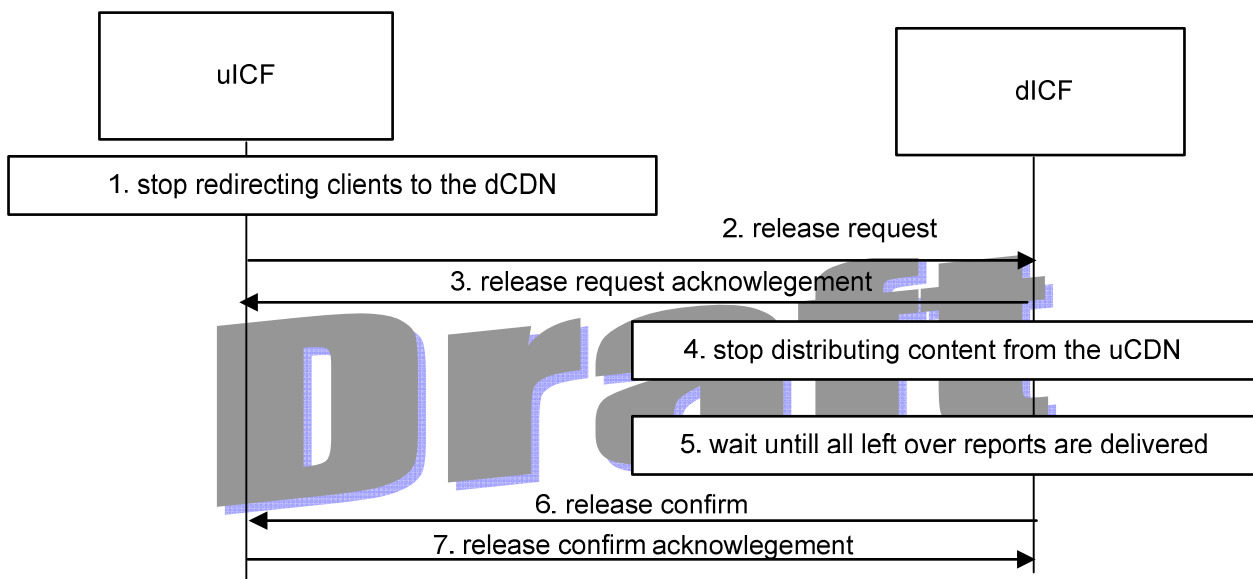 uICF
dICF
1. stop redirecting clients to the dCDN
2. release request
3. release request acknowlegement
4. stop distributing content from the uCDN
5. wait untill all left over reports are delivered
6. release confirm
7. release confirm acknowlegement
Draft